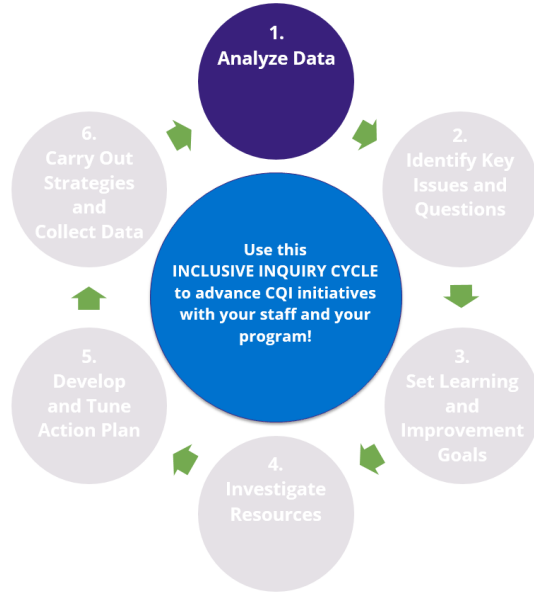 1.
Analyze Data
2.
Identify Key
Issues and
Questions
3.
Set Learning
and
Improvement
Goals
4.
Investigate
Resources
5.
Develop
and Tune
Action Plan
6.
Carry Out
Strategies
and
Collect Data
Use this
INCLUSIVE INQUIRY CYCLE
to advance CQI initiatives
with your staff and your
program!